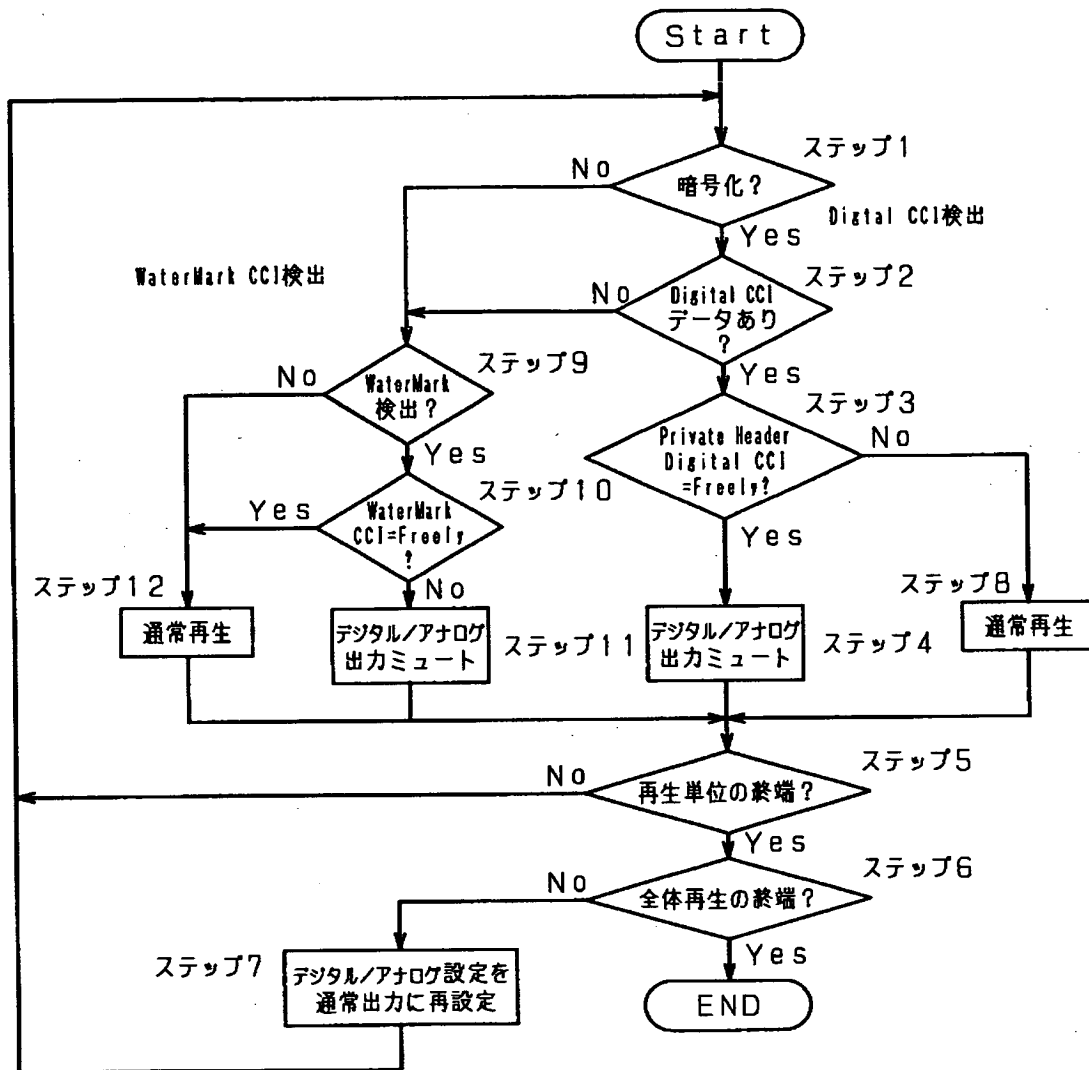 Start
ステップ1
No
暗号化?
Digtal CCI検出
Yes
WaterMark CCI検出
ステップ2
No
Digital CCI
データあり
?
ステップ9
Yes
No
WaterMark
検出?
ステップ3
Private Header
Digital CCI
=Freely?
No
Yes
ステップ10
Yes
WaterMark
CCI=Freely
?
Yes
ステップ12
No
ステップ8
通常再生
デジタル/アナログ
出力ミュート
ステップ11
デジタル/アナログ
出力ミュート
ステップ4
通常再生
ステップ5
No
再生単位の終端?
Yes
ステップ6
No
全体再生の終端?
Yes
ステップ7
デジタル/アナログ設定を
通常出力に再設定
END